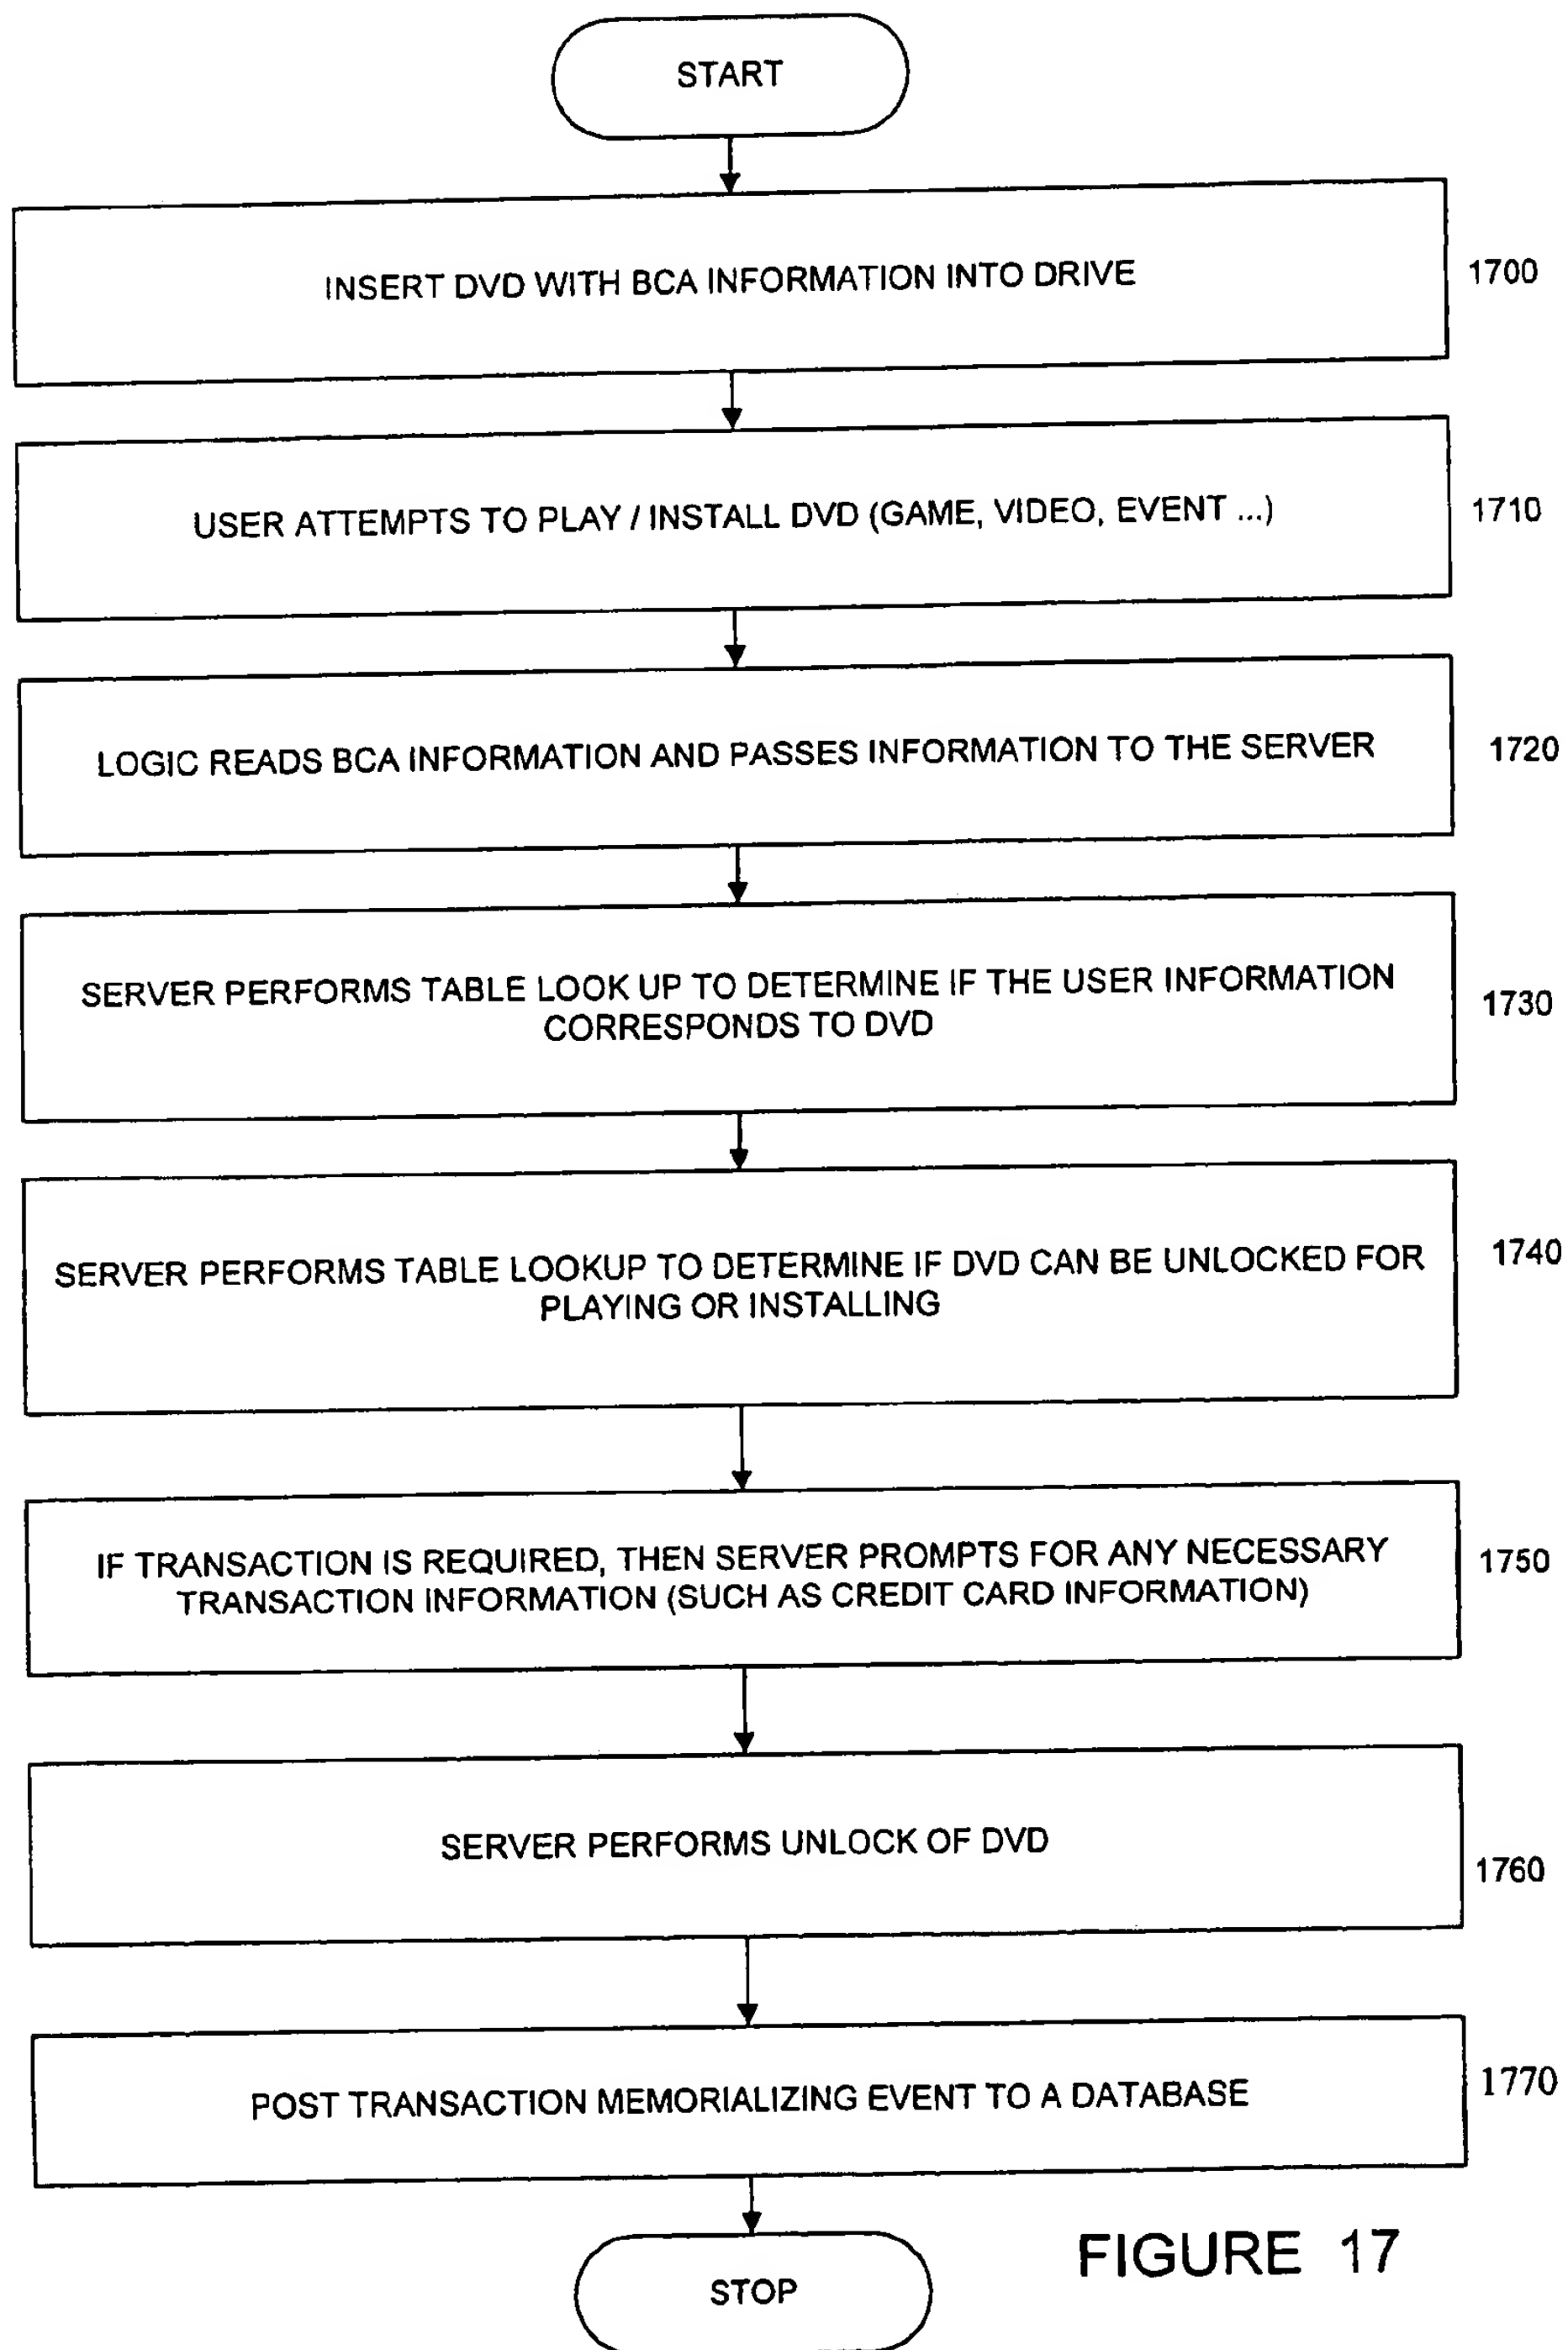 START
INSERT DVD WITH BCA INFORMATION INTO DRIVE
1700
USER ATTEMPTS TO PLAY / INSTALL DVD (GAME, VIDEO, EVENT ...)
1710
LOGIC READS BCA INFORMATION AND PASSES INFORMATION TO THE SERVER
1720
SERVER PERFORMS TABLE LOOK UP TO DETERMINE IF THE USER INFORMATION
CORRESPONDS TO DVD
1730
SERVER PERFORMS TABLE LOOKUP TO DETERMINE IF DVD CAN BE UNLOCKED FOR
PLAYING OR INSTALLING
1740
IF TRANSACTION IS REQUIRED, THEN SERVER PROMPTS FOR ANY NECESSARY
TRANSACTION INFORMATION (SUCH AS CREDIT CARD INFORMATION)
1750
SERVER PERFORMS UNLOCK OF DVD
1760
POST TRANSACTION MEMORIALIZING EVENT TO A DATABASE
1770
STOP
FIGURE 17